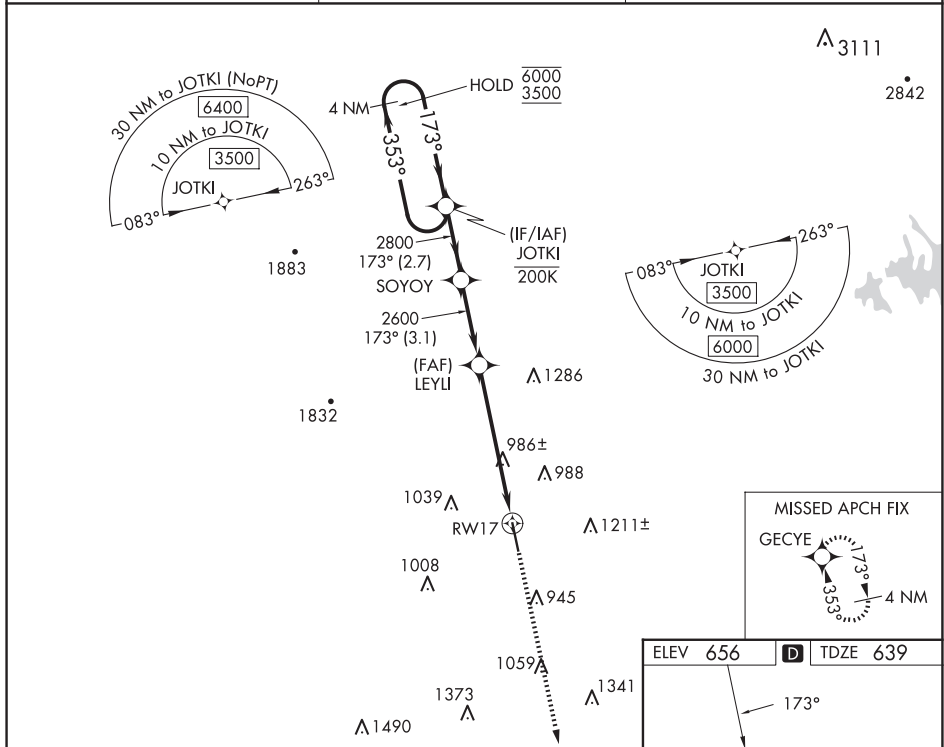 3111
2842
30 NM to JOTKI (NoPT)
6400
10 NM to JOTKI
3500
JOTKI
083°
263°
4 NM
HOLD 6000
3500
173°
353°
(IF/IAF)
JOTKI
200K
2800
173° (2.7)
SOYOY
2600
173° (3.1)
(FAF)
LEYLI
1883
1832
083°
263°
JOTKI
3500
10 NM to JOTKI
6000
30 NM to JOTKI
1286
986±
988
1039
RW17
1211±
1008
945
1059
1373
1341
1490
MISSED APCH FIX
GECYE
173°
353°
4 NM
ELEV 656 D TDZE 639
173°